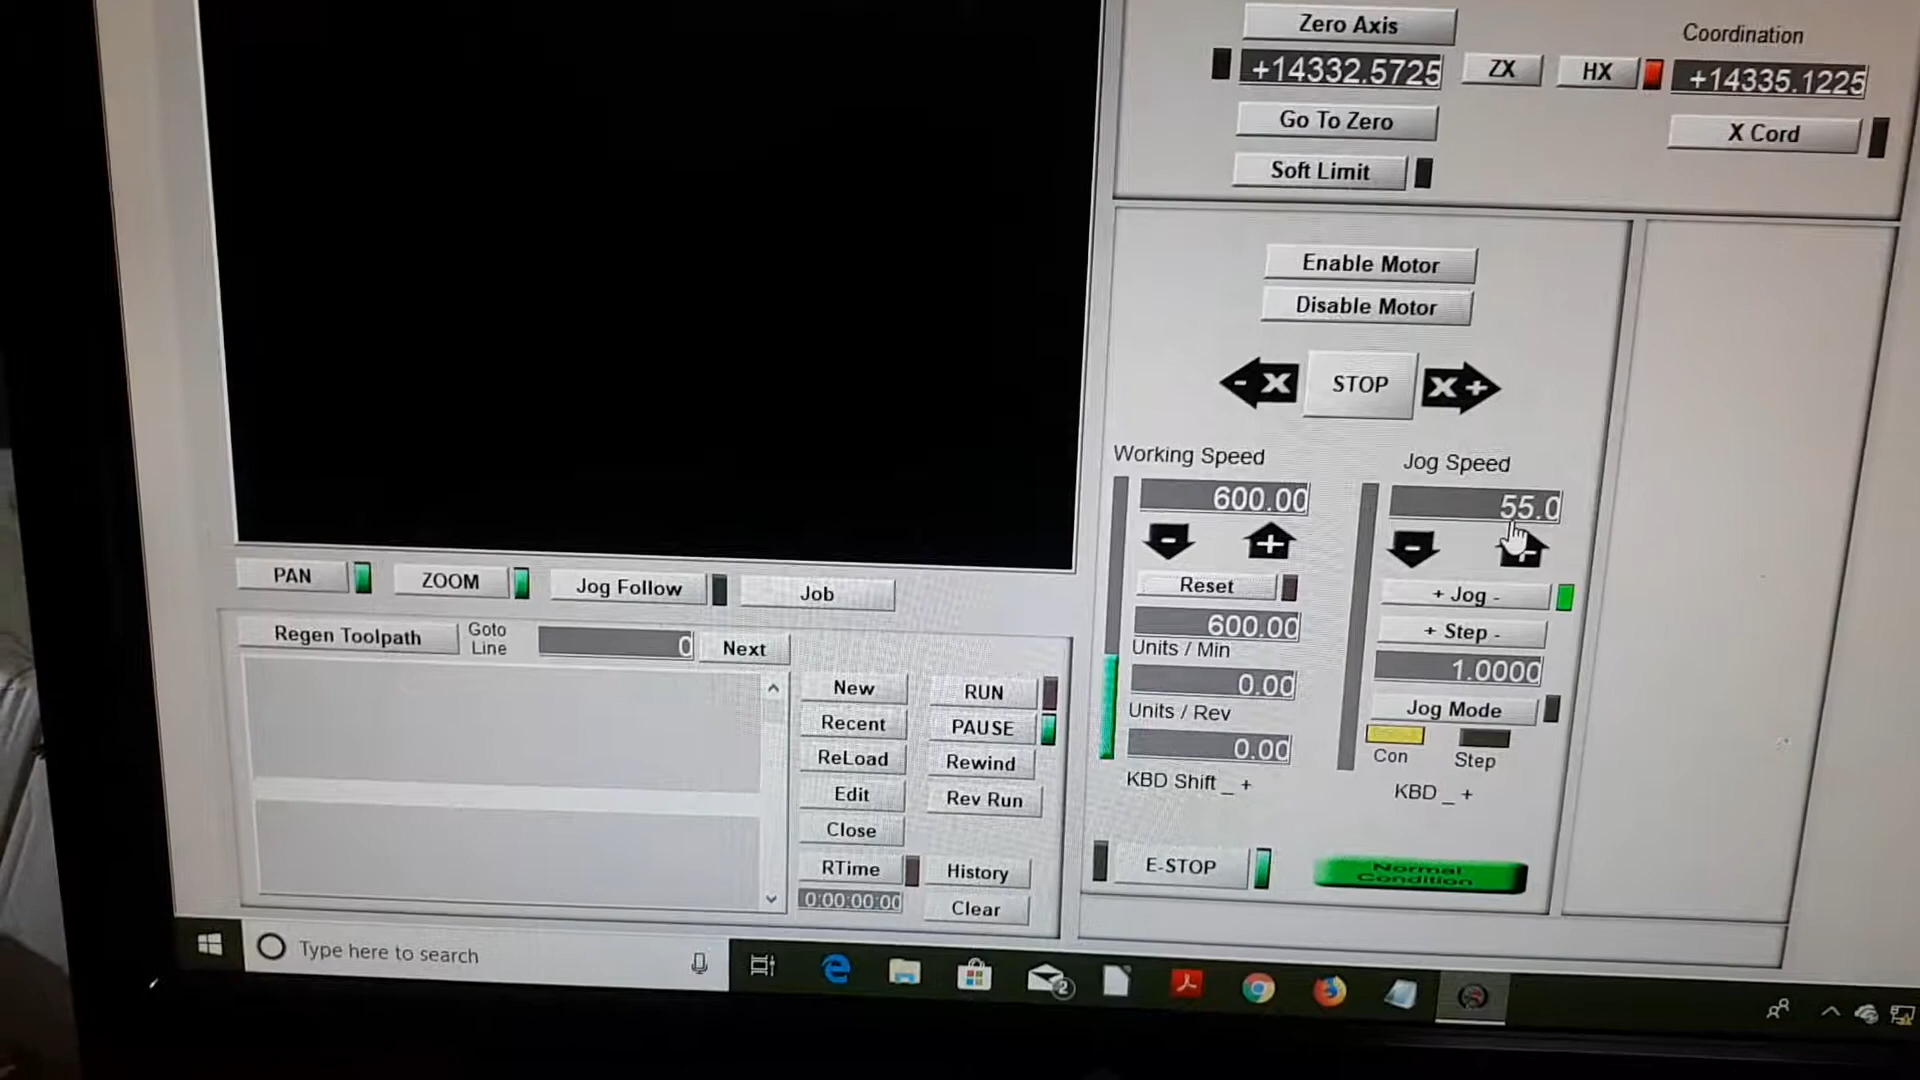 Zero Axis
Coordination
+14332.5725
ZX
HX
+14335.1225
Go To Zero
X Cord
Soft Limit
Enable Motor
Disable Motor
- X
STOP
X +
Working Speed
Jog Speed
600.00
55.0
-
+
-
+
PAN
ZOOM
Jog Follow
Job
Reset
+ Jog -
600.00
+ Step -
Regen Toolpath
Goto
Line
0
Next
Units / Min
1.0000
0.00
New
RUN
Units / Rev
Jog Mode
Recent
PAUSE
0.00
Con
Step
ReLoad
Rewind
KBD Shift _ +
KBD _ +
Edit
Rev Run
Close
RTime
History
E-STOP
Normal
Condition
0:00:00:00
Clear
Type here to search
2